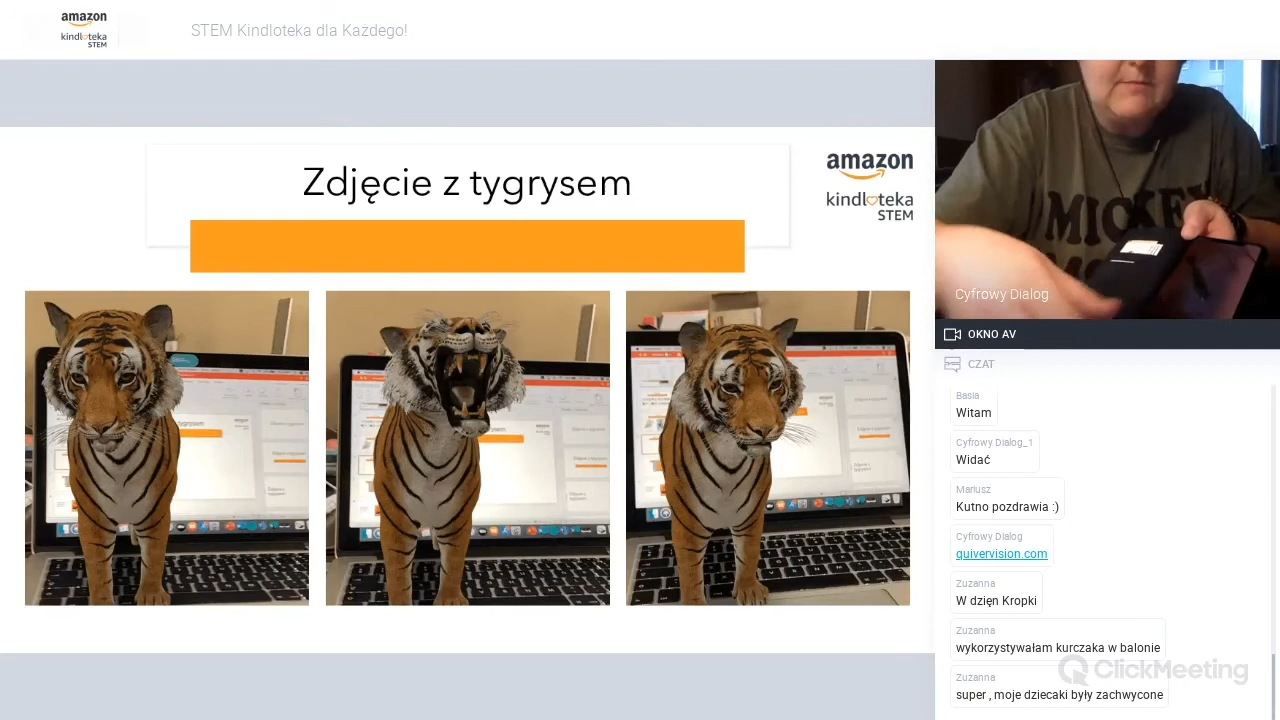 amazon
kindloteka
STEM
STEM Kindloteka dla Każdego!
Zdjęcie z tygrysem
amazon
kindloteka
STEM
MICKEY
Cyfrowy Dialog
OKNO AV
CZAT
Basia
Witam
Cyfrowy Dialog_1
Widać
Mariusz
Kutno pozdrawia :)
Cyfrowy Dialog
quivervision.com
Zuzanna
W dzięn Kropki
Zuzanna
wykorzystywałam kurczaka w balonie
Zuzanna
super , moje dzieciaki były zachwycone
ClickMeeting